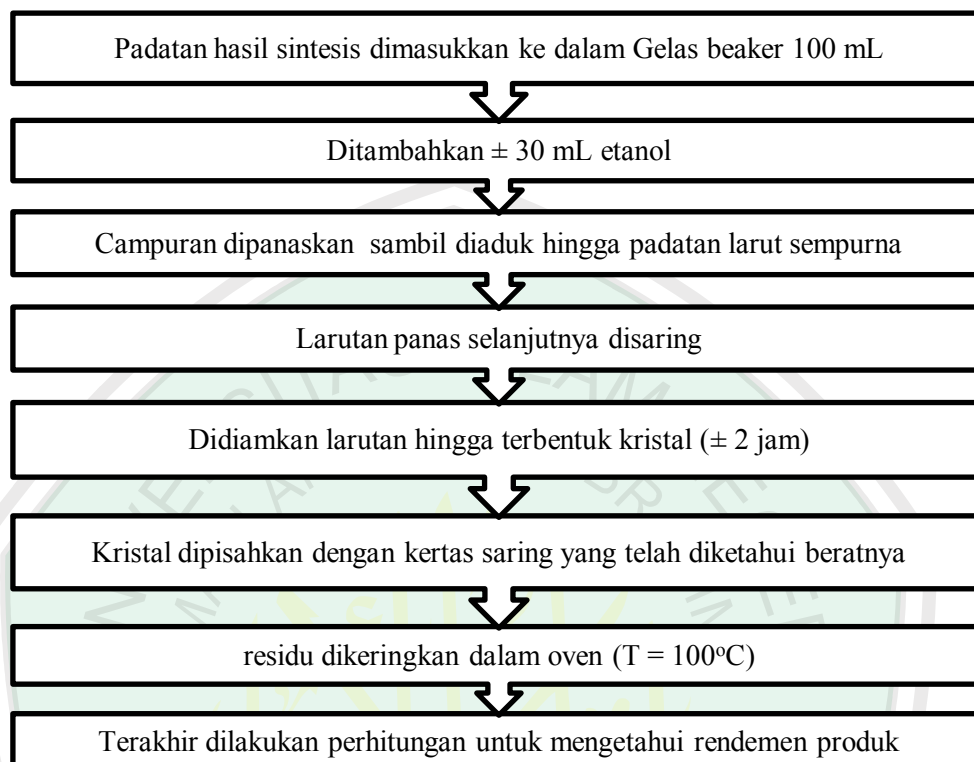 Padatan hasil sintesis dimasukkan ke dalam Gelas beaker 100 mL
Ditambahkan ± 30 mL etanol
Campuran dipanaskan sambil diaduk hingga padatan larut sempurna
Larutan panas selanjutnya disaring
Didiamkan larutan hingga terbentuk kristal (± 2 jam)
Kristal dipisahkan dengan kertas saring yang telah diketahui beratnya
residu dikeringkan dalam oven (T = 100°C)
Terakhir dilakukan perhitungan untuk mengetahui rendemen produk